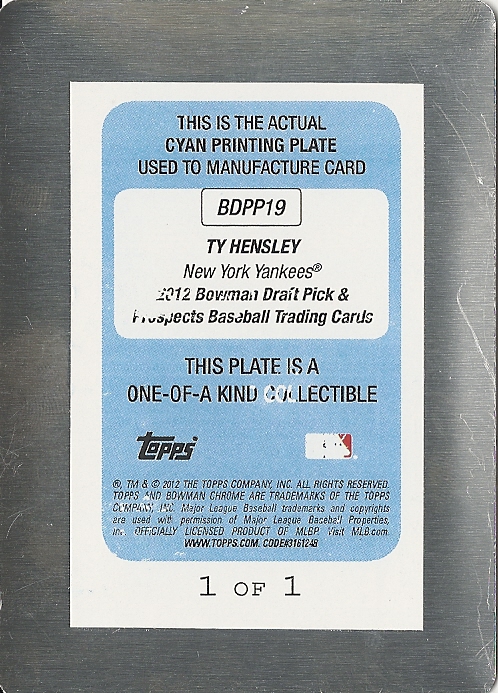 THIS IS THE ACTUAL
CYAN PRINTING PLATE
USED TO MANUFACTURE CARD
BDPP19
TY HENSLEY
New York Yankees®
2012 Bowman Draft Pick &
Prospects Baseball Trading Cards
THIS PLATE IS A
ONE-OF-A KIND COLLECTIBLE
Topps
®, TM & © 2012 THE TOPPS COMPANY, INC. ALL RIGHTS RESERVED.
TOPPS AND BOWMAN CHROME ARE TRADEMARKS OF THE TOPPS
COMPANY, INC. Major League Baseball trademarks and copyrights
are used with permission of Major League Baseball Properties,
Inc. OFFICIALLY LICENSED PRODUCT OF MLBP. Visit MLB.com.
WWW.TOPPS.COM. CODE#3161248
1 OF 1